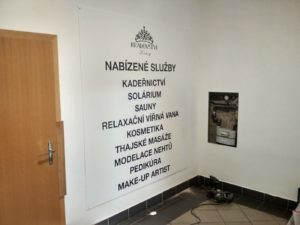 NABÍZENÉ SLUŽBY
KADEŘNICTVÍ
SOLÁRIUM
SAUNY
RELAXAČNÍ VÍŘIVÁ VANA
KOSMETIKA
THAJSKÉ MASÁŽE
MODELACE NEHTŮ
PEDIKÚRA
MAKE-UP ARTIST